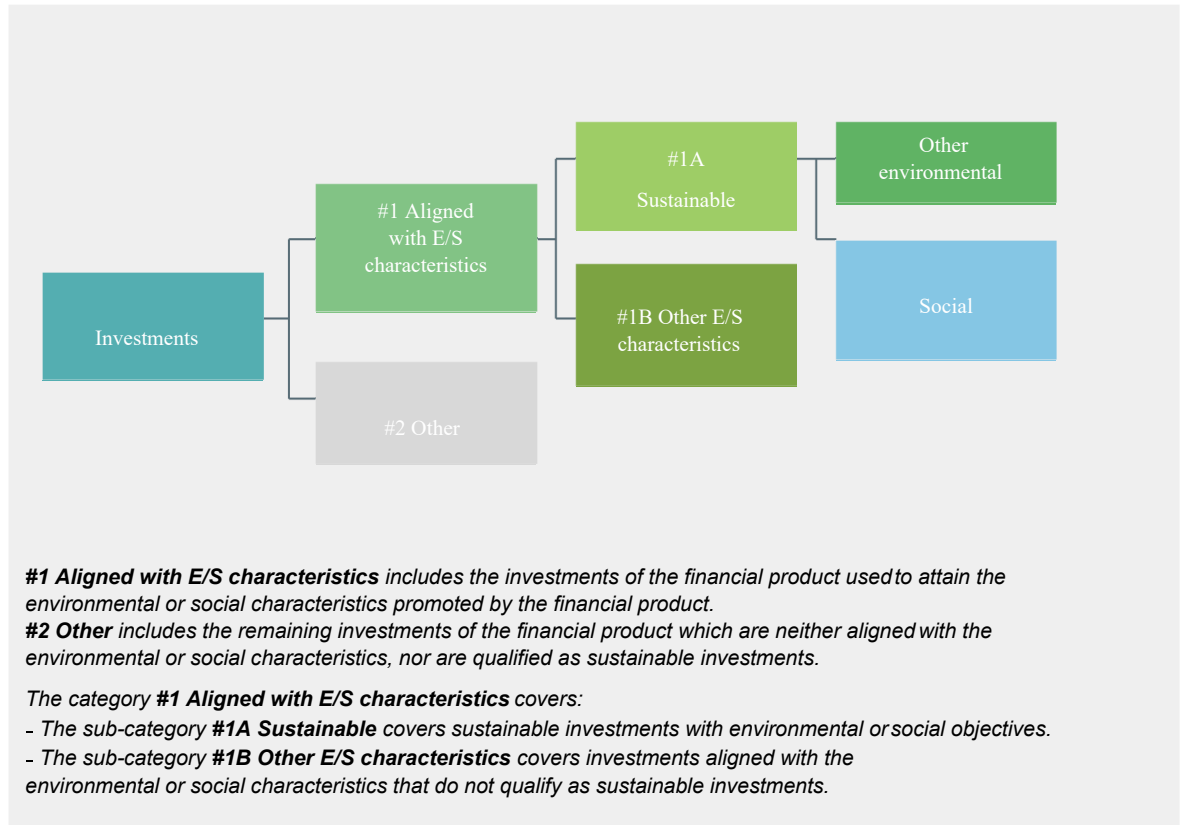 Investments
#1 Aligned
with E/S
characteristics
#2 Other
#1A
Sustainable
#1B Other E/S
characteristics
Other
environmental
Social
#1 Aligned with E/S characteristics includes the investments of the financial product usedto attain the
environmental or social characteristics promoted by the financial product.
#2 Other includes the remaining investments of the financial product which are neither aligned with the
environmental or social characteristics, nor are qualified as sustainable investments.
The category #1 Aligned with E/S characteristics covers:
- The sub-category #1A Sustainable covers sustainable investments with environmental or social objectives.
- The sub-category #1B Other E/S characteristics covers investments aligned with the
environmental or social characteristics that do not qualify as sustainable investments.